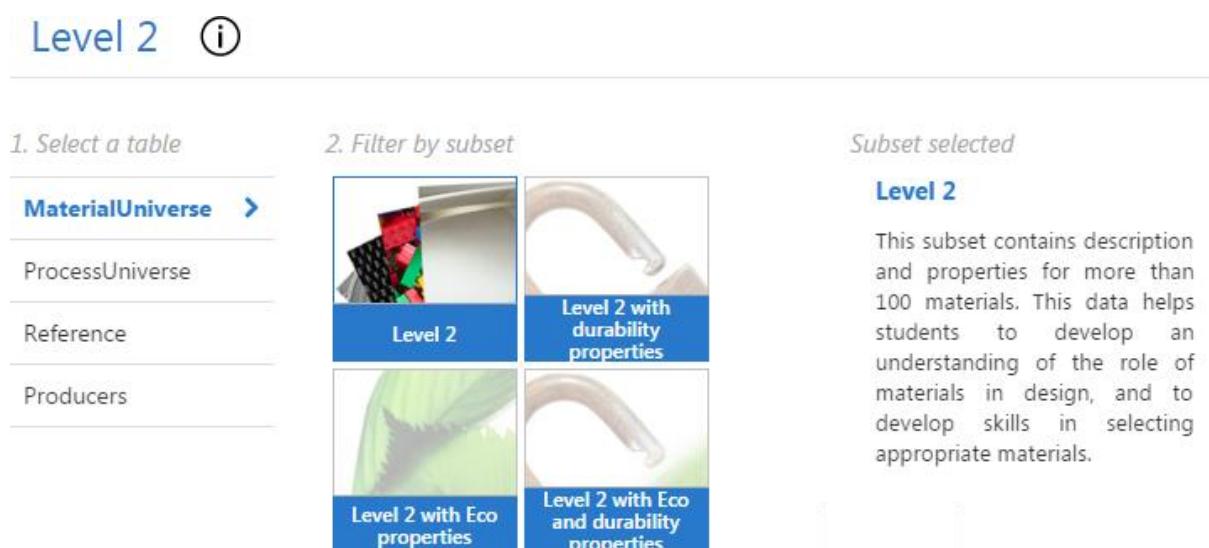 Level 2
1. Select a table
MaterialUniverse
ProcessUniverse
Reference
Producers
2. Filter by subset
Level 2
Level 2 with
durability
properties
Level 2 with Eco
properties
Level 2 with Eco
and durability
properties
Subset selected
Level 2
This subset contains description
and properties for more than
100 materials. This data helps
students to develop an
understanding of the role of
materials in design, and to
develop skills in selecting
appropriate materials.